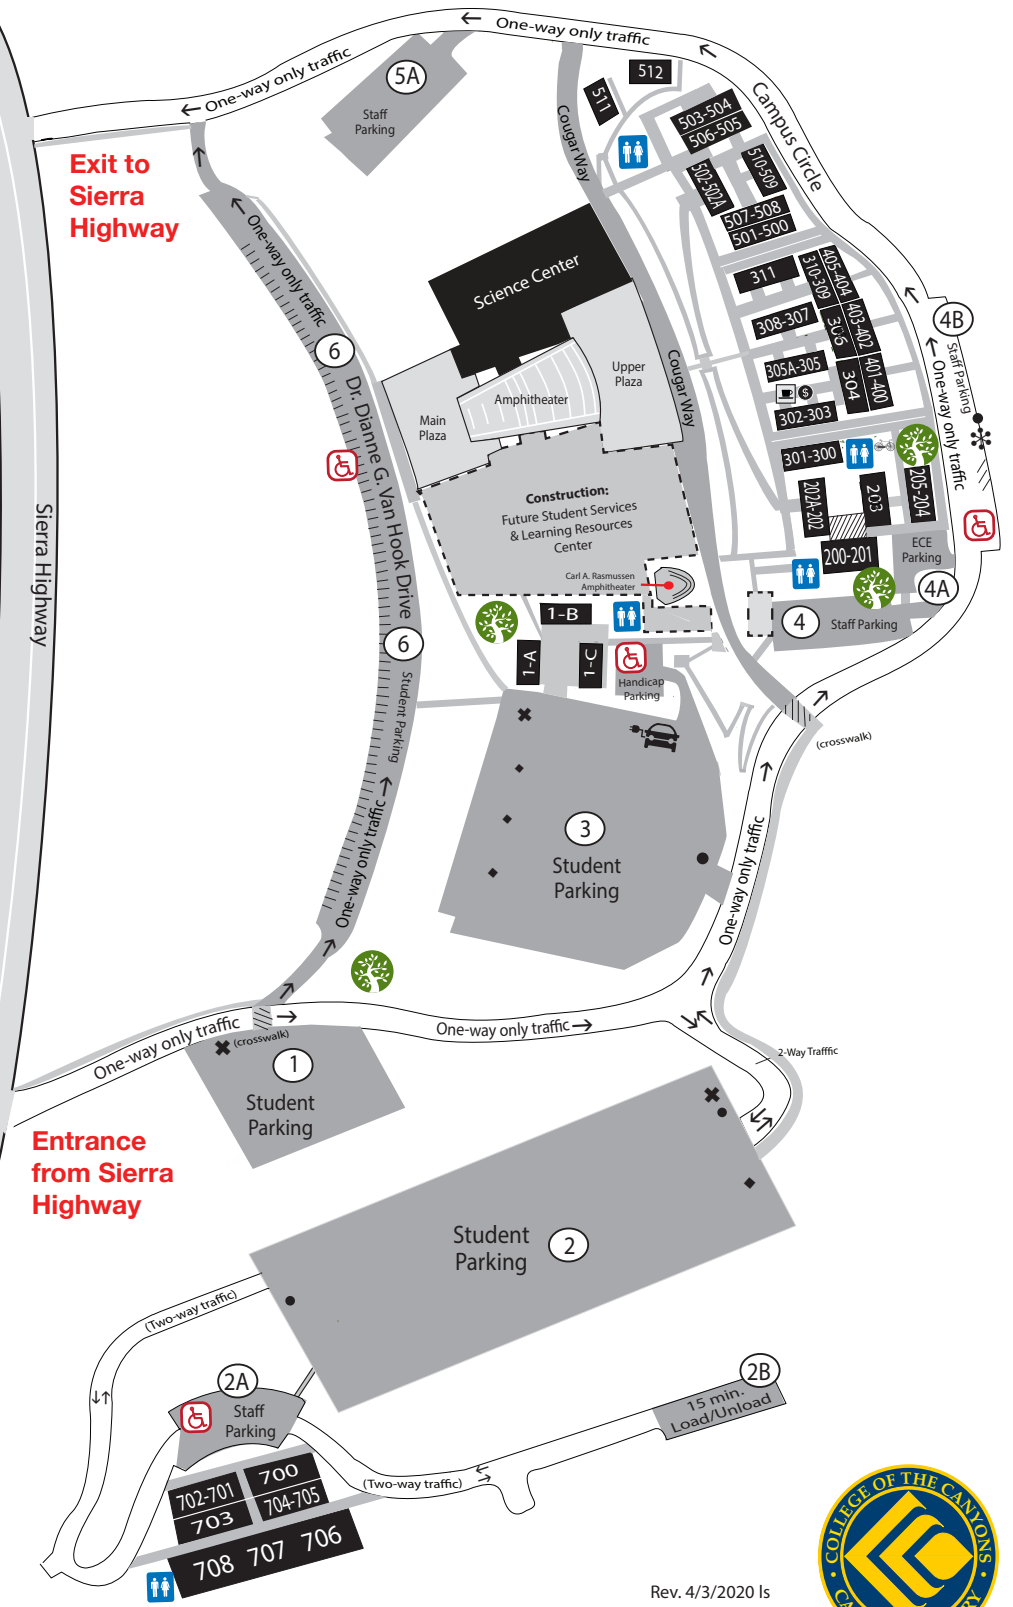 One-way only traffic
One-way only traffic
5A
Staff
Parking
Exit to
Sierra
Highway
512
511
Cougar Way
Campus Circle
503-504
506-505
510-509
502-502A
507-508
501-500
One-way only traffic
Science Center
311
405-404
310-309
308-307
306
403-402
4B
Staff Parking
6
Upper
Plaza
Cougar Way
305A-305
304
401-400
$
302-303
One-way only traffic
Amphitheater
Main
Plaza
Dr. Dianne G. Van Hook Drive
301-300
202A-202
203
205-204
Construction:
Future Student Services
& Learning Resources
Center
Sierra Highway
200-201
ECE
Parking
4A
Carl A. Rasmussen
Amphitheater
1-B
4
Staff Parking
6
1-A
1-C
Handicap
Parking
Student Parking
(crosswalk)
3
Student
Parking
One-way only traffic
One-way only traffic
One-way only traffic
(crosswalk)
One-way only traffic
2-Way Trafffic
1
Student
Parking
Entrance
from Sierra
Highway
Student
Parking
2
(Two-way traffic)
2A
Staff
Parking
2B
15 min.
Load/Unload
(Two-way traffic)
702-701
700
703
704-705
708 707 706
COLLEGE OF THE CANYONS
Rev. 4/3/2020 ls